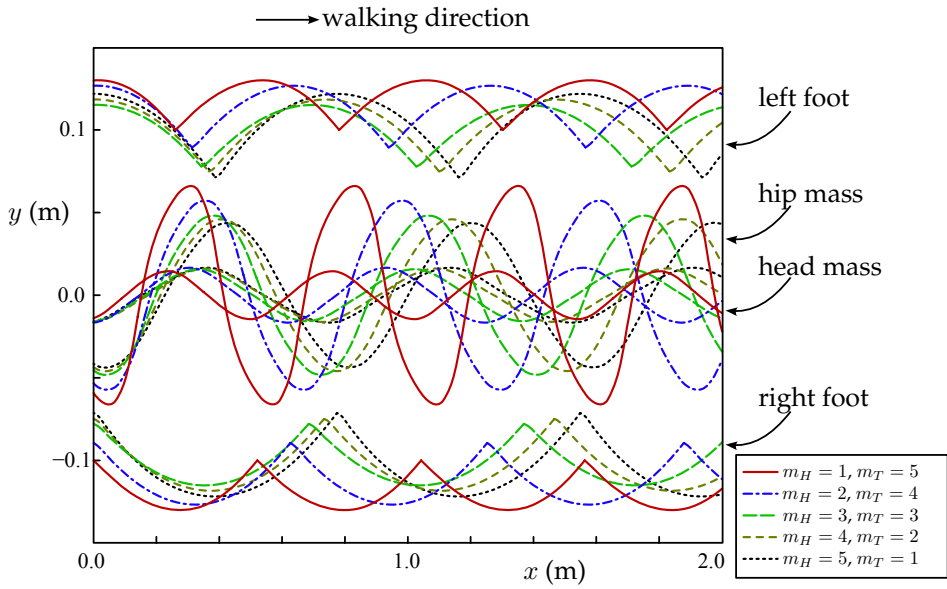 walking direction
left foot
0.1
hip mass
y (m)
head mass
0.0
right foot
−0.1
m_H = 1, m_T = 5
m_H = 2, m_T = 4
m_H = 3, m_T = 3
m_H = 4, m_T = 2
m_H = 5, m_T = 1
0.0 1.0 x (m) 2.0